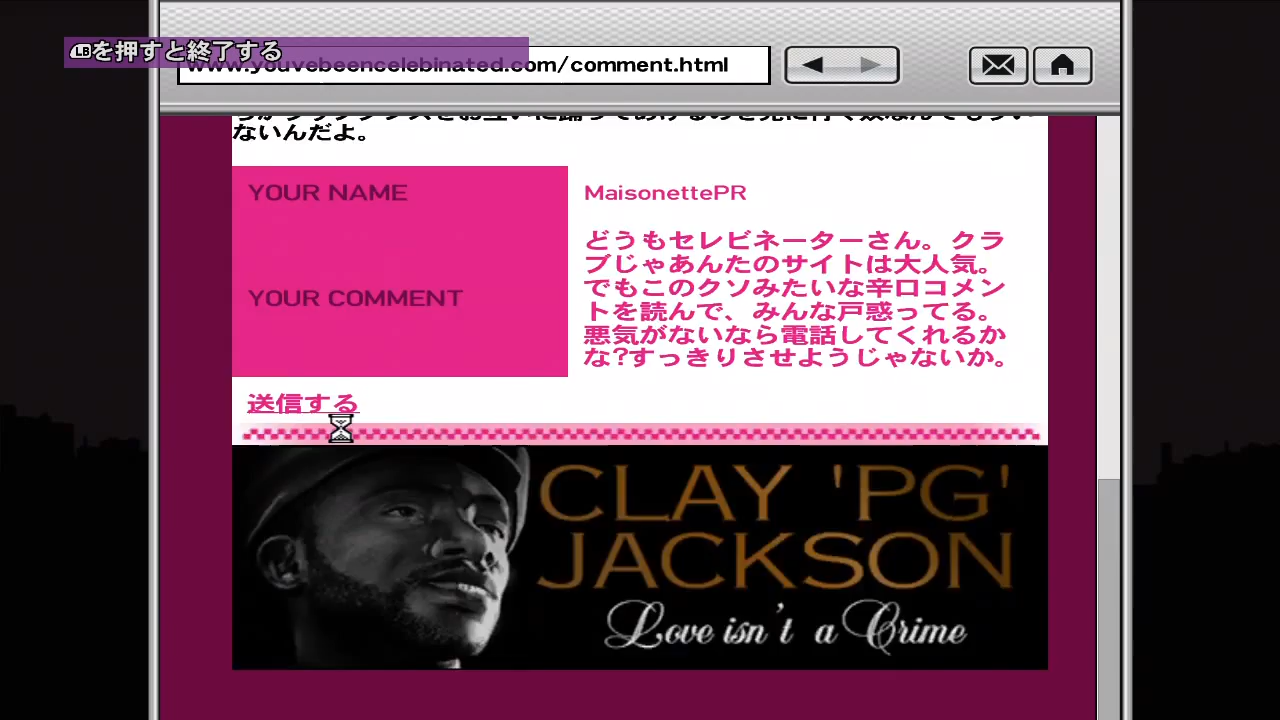 LBを押すと終了する
www.youvebeencelebinated.com/comment.html
ないんだよ。
YOUR NAME
MaisonettePR
YOUR COMMENT
どうもセレビネーターさん。クラ
ブじゃあんたのサイトは大人気。
でもこのクソみたいな辛口コメン
トを読んで、みんな戸惑ってる。
悪気がないなら電話してくれるか
な?すっきりさせようじゃないか。
送信する
CLAY 'PG'
JACKSON
Love isn't a Crime